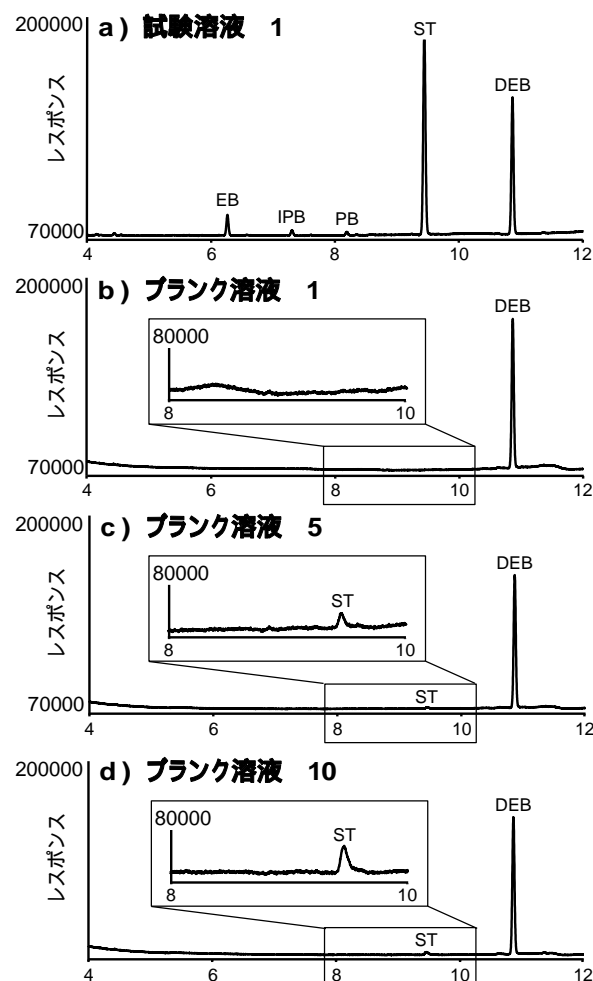 200000 a) 試験溶液 1 ST
DEB
レスポンス
EB
IPB
PB
70000
4 6 8 10 12
200000 b) ブランク溶液 1 DEB
80000
レスポンス
8 10
70000
4 6 8 10 12
200000 c) ブランク溶液 5
DEB
80000
ST
レスポンス
8 10
ST
70000
4 6 8 10 12
200000 d) ブランク溶液 10
DEB
80000
ST
レスポンス
8 10
ST
70000
4 6 8 10 12